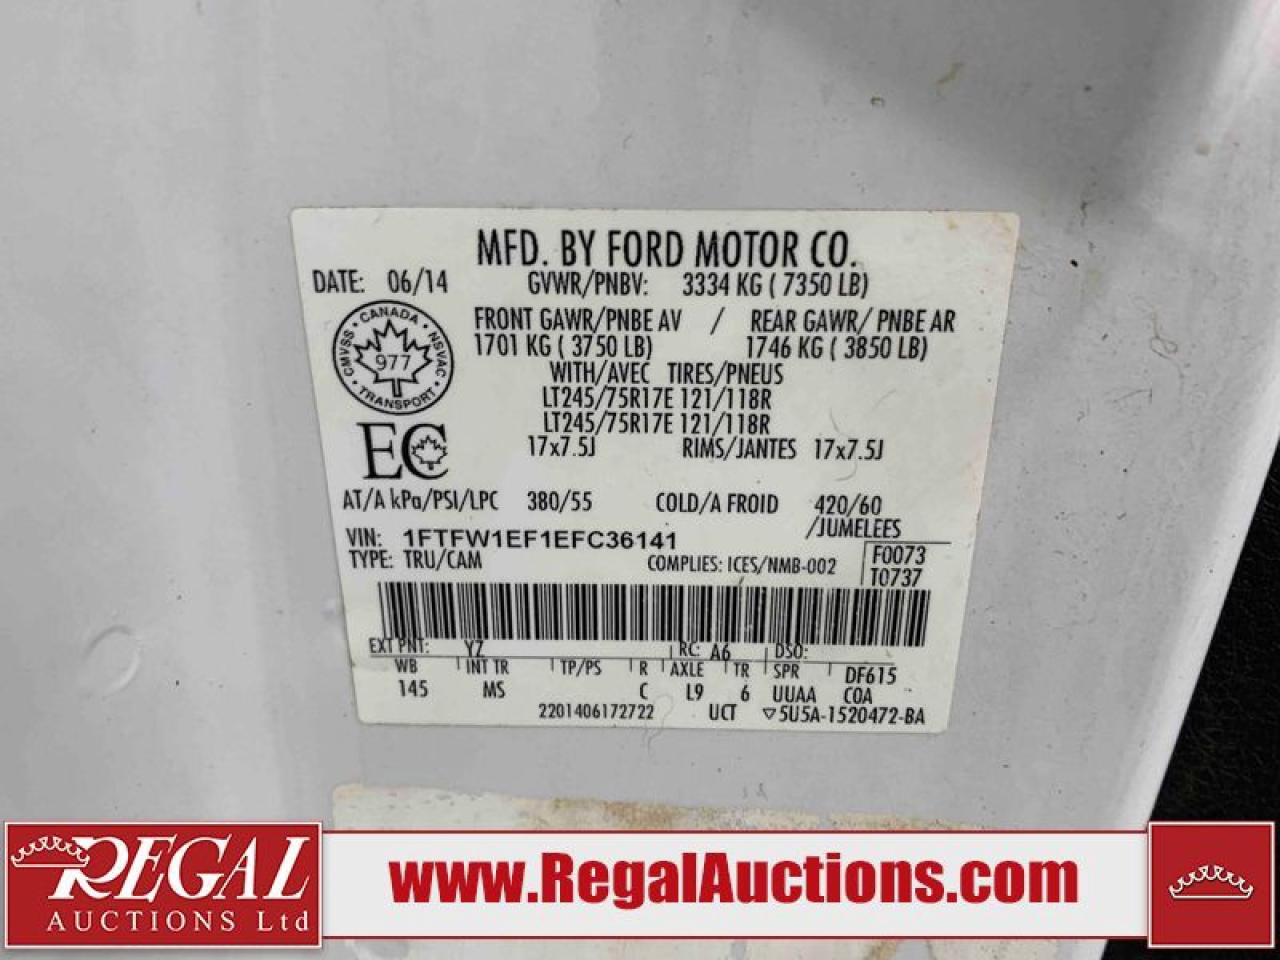 MFD. BY FORD MOTOR CO.
DATE: 06/14 GVWR/PNBV: 3334 KG ( 7350 LB)
FRONT GAWR/PNBE AV / REAR GAWR/ PNBE AR
1701 KG ( 3750 LB) 1746 KG ( 3850 LB)
CANADA
CMVSS 977 NSVAC
TRANSPORT
WITH/AVEC TIRES/PNEUS
LT245/75R17E 121/118R
LT245/75R17E 121/118R
EC
17x7.5J RIMS/JANTES 17x7.5J
AT/A kPa/PSI/LPC 380/55 COLD/A FROID 420/60
/JUMELEES
VIN: 1FTFW1EF1EFC36141
TYPE: TRU/CAM COMPLIES: ICES/NMB-002 F0073
T0737
EXT PNT: YZ RC: A6 DSO:
WB INT TR TP/PS R AXLE TR SPR DF615
145 MS C L9 6 UUAA COA
2201406172722 UCT ▽5U5A-1520472-BA
REGAL
AUCTIONS Ltd
www.RegalAuctions.com